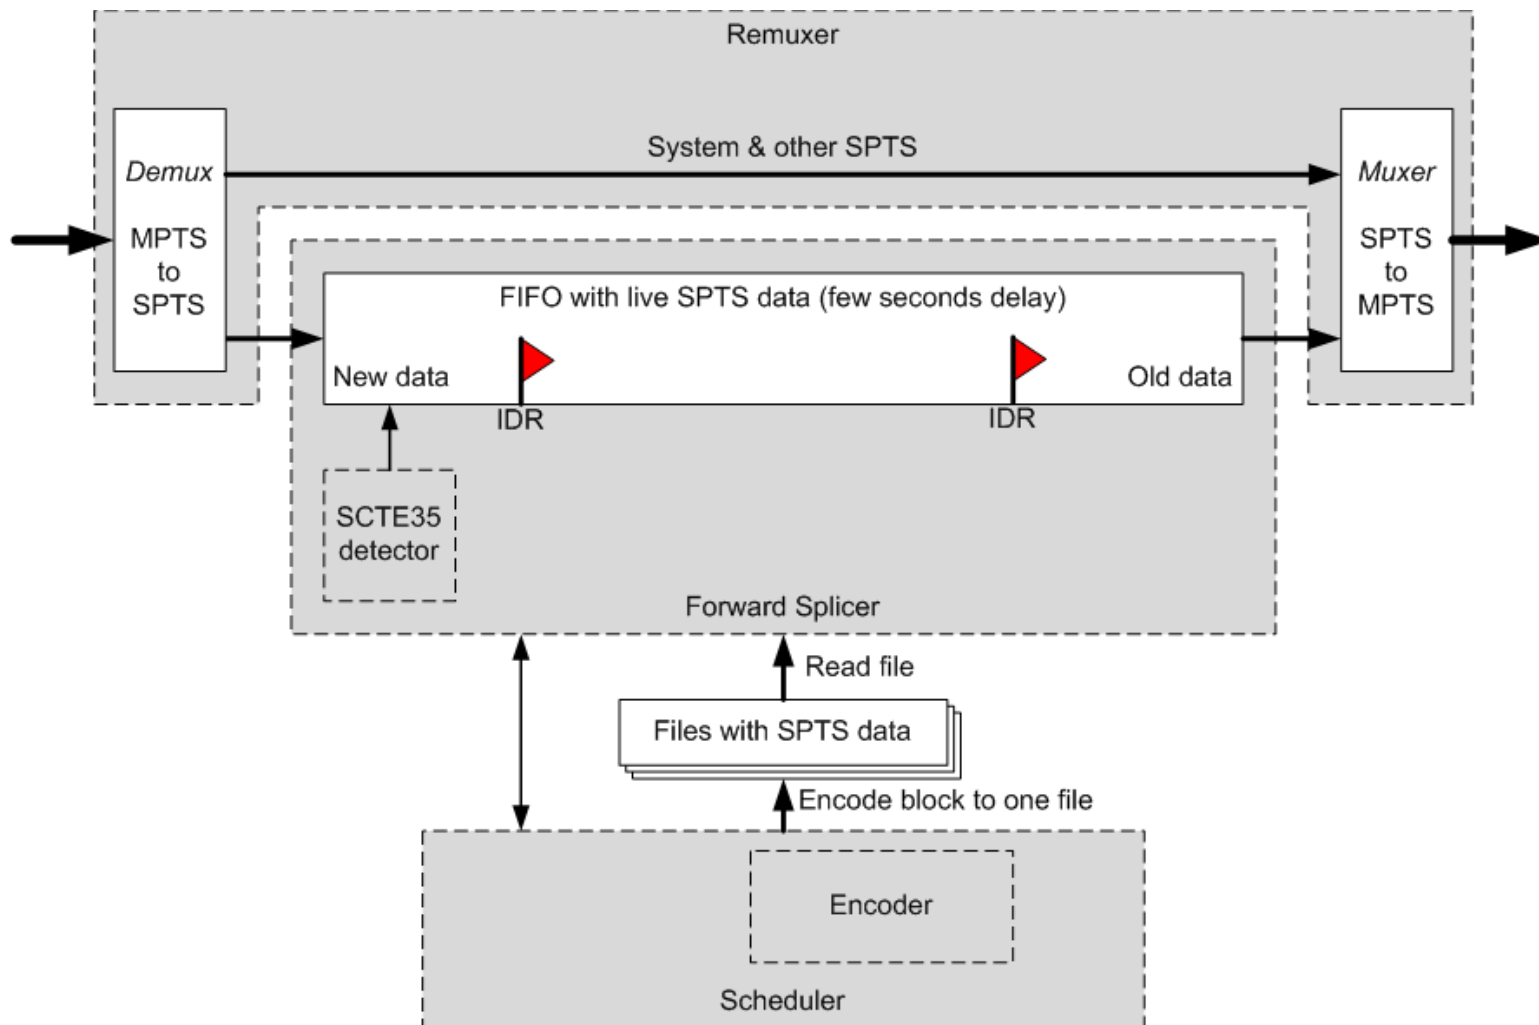 Remuxer
System & other SPTS
Demux
MPTS
to
SPTS
Muxer
SPTS
to
MPTS
FIFO with live SPTS data (few seconds delay)
New data
Old data
IDR
IDR
SCTE35
detector
Forward Splicer
Read file
Files with SPTS data
Encode block to one file
Encoder
Scheduler